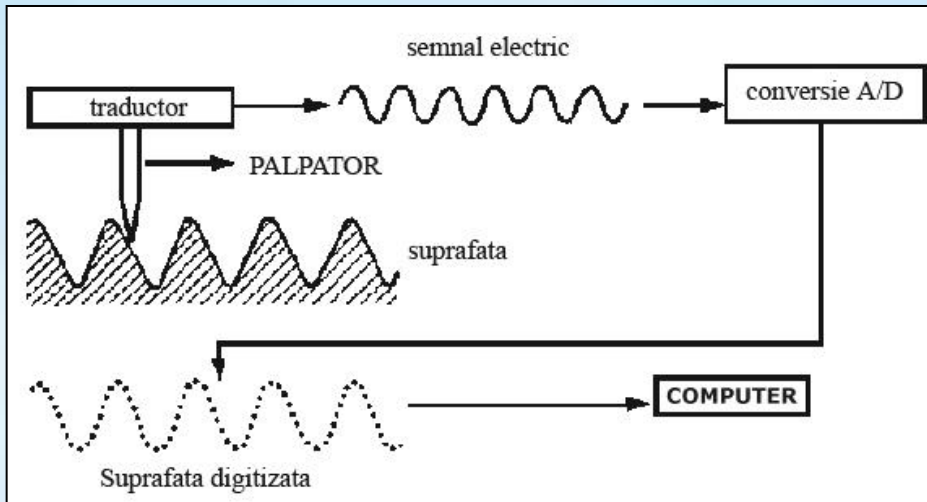 semnal electric
traductor
conversie A/D
PALPATOR
suprafata
COMPUTER
Suprafata digitizata